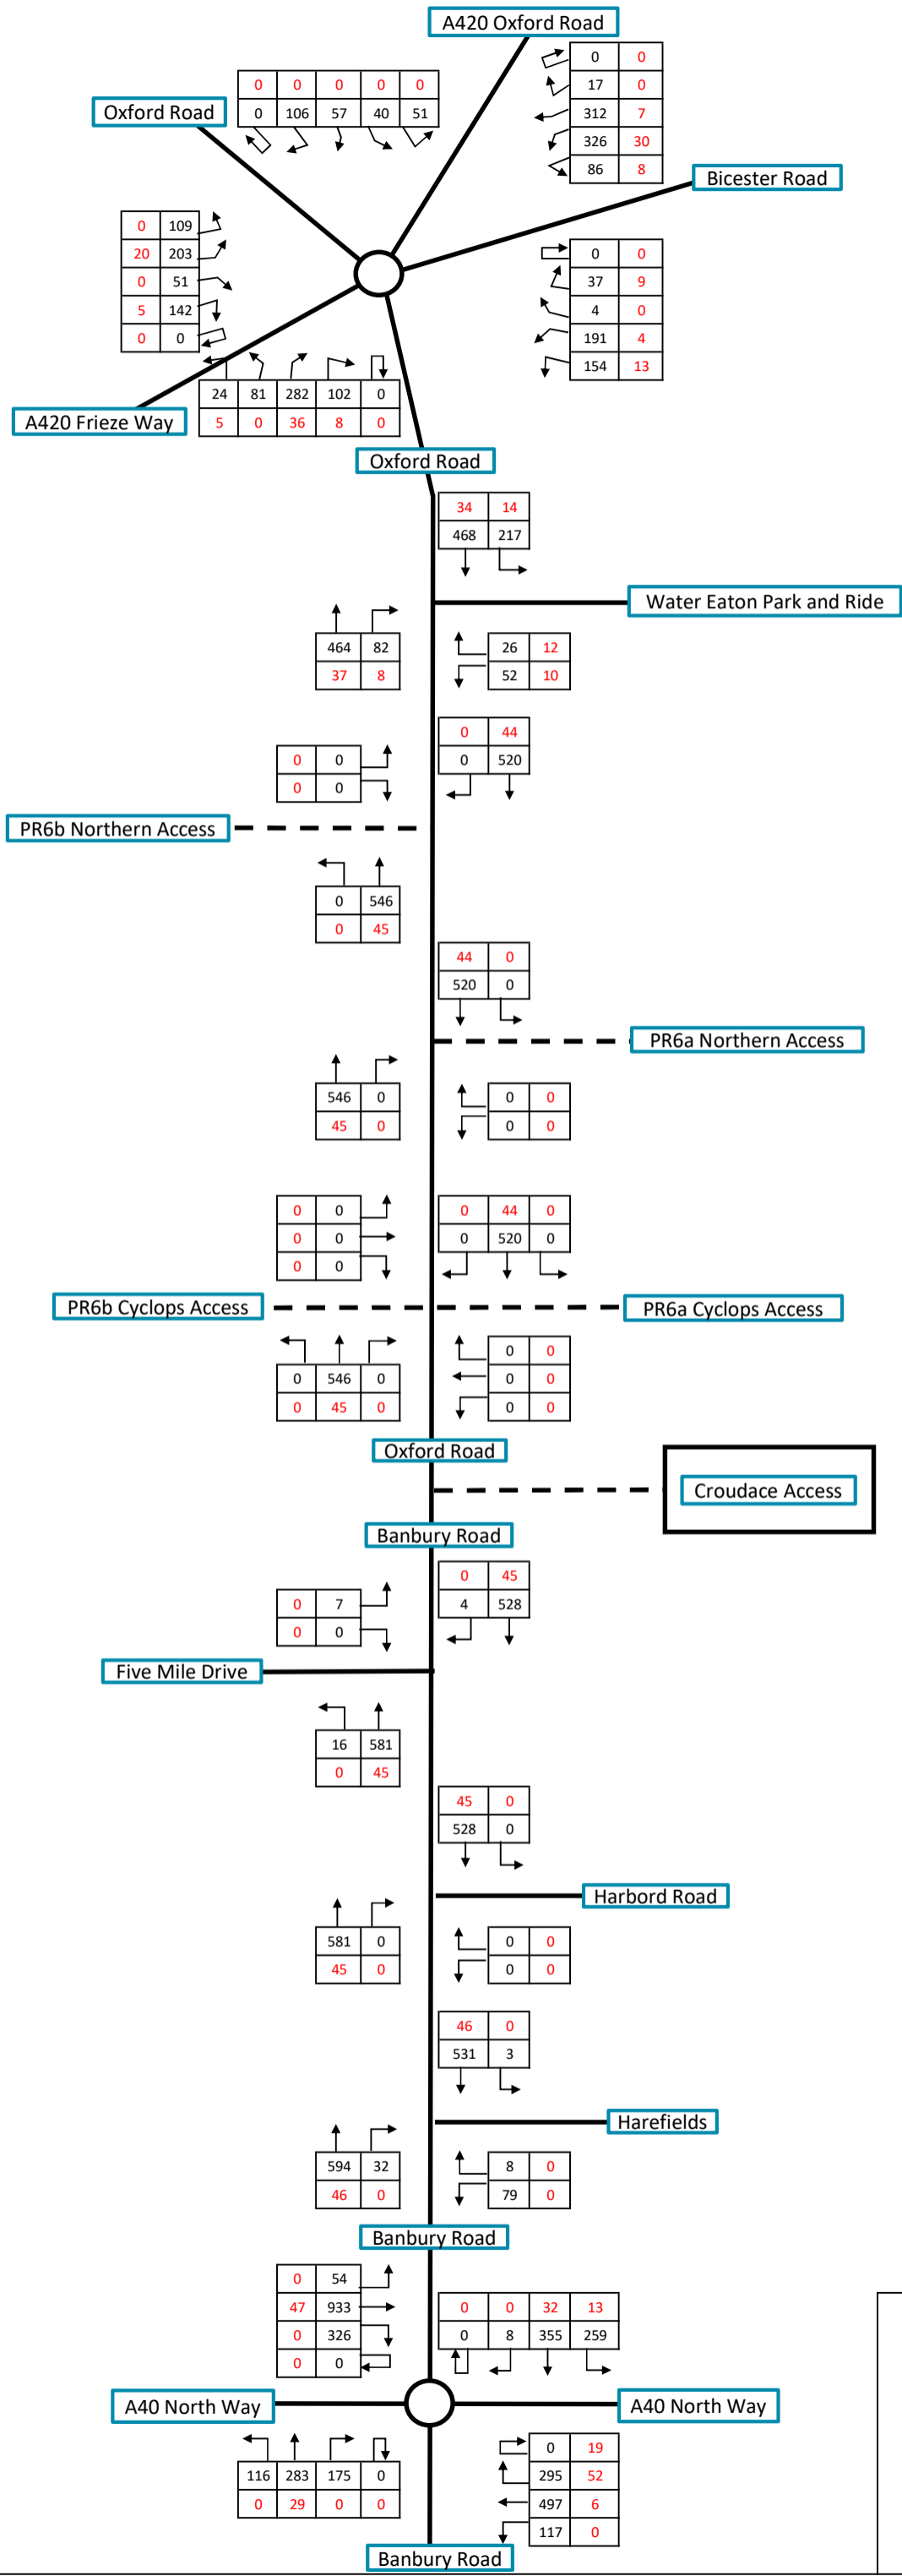 A420 Oxford Road
0 0
17 0
312 7
326 30
86 8
0 0 0 0 0
0 106 57 40 51
Oxford Road
Bicester Road
0 109
20 203
0 51
5 142
0 0
0 0
37 9
4 0
191 4
154 13
24 81 282 102 0
5 0 36 8 0
A420 Frieze Way
Oxford Road
34 14
468 217
Water Eaton Park and Ride
464 82
37 8
26 12
52 10
0 44
0 520
0 0
0 0
PR6b Northern Access
0 546
0 45
44 0
520 0
PR6a Northern Access
546 0
45 0
0 0
0 0
0 0
0 0
0 0
0 44 0
0 520 0
PR6b Cyclops Access
PR6a Cyclops Access
0 546 0
0 45 0
0 0
0 0
0 0
Oxford Road
Croudace Access
Banbury Road
0 45
4 528
0 7
0 0
Five Mile Drive
16 581
0 45
45 0
528 0
Harbord Road
581 0
45 0
0 0
0 0
46 0
531 3
Harefields
594 32
46 0
8 0
79 0
Banbury Road
0 54
47 933
0 326
0 0
0 0 32 13
0 8 355 259
A40 North Way
A40 North Way
116 283 175 0
0 29 0 0
0 19
295 52
497 6
117 0
Banbury Road